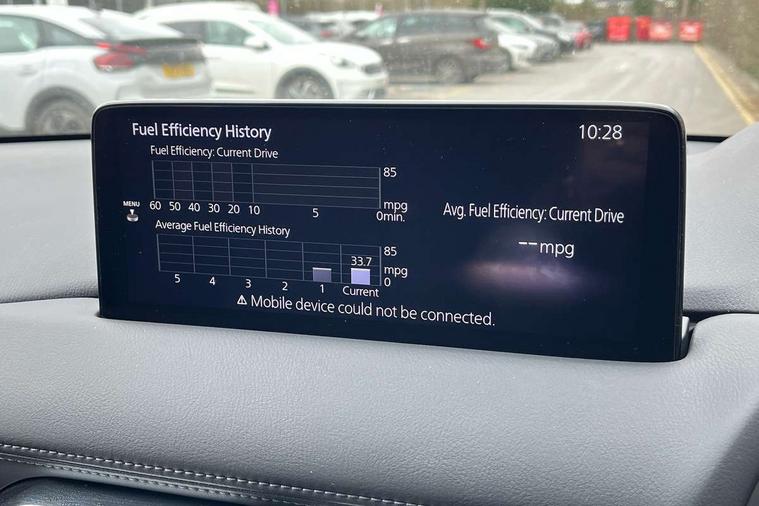 Fuel Efficiency History
10:28
Fuel Efficiency: Current Drive
85
mpg
60 50 40 30 20 10 5 0min.
MENU
Avg. Fuel Efficiency: Current Drive
--mpg
Average Fuel Efficiency History
85
33.7
mpg
0
5 4 3 2 1 Current
Mobile device could not be connected.